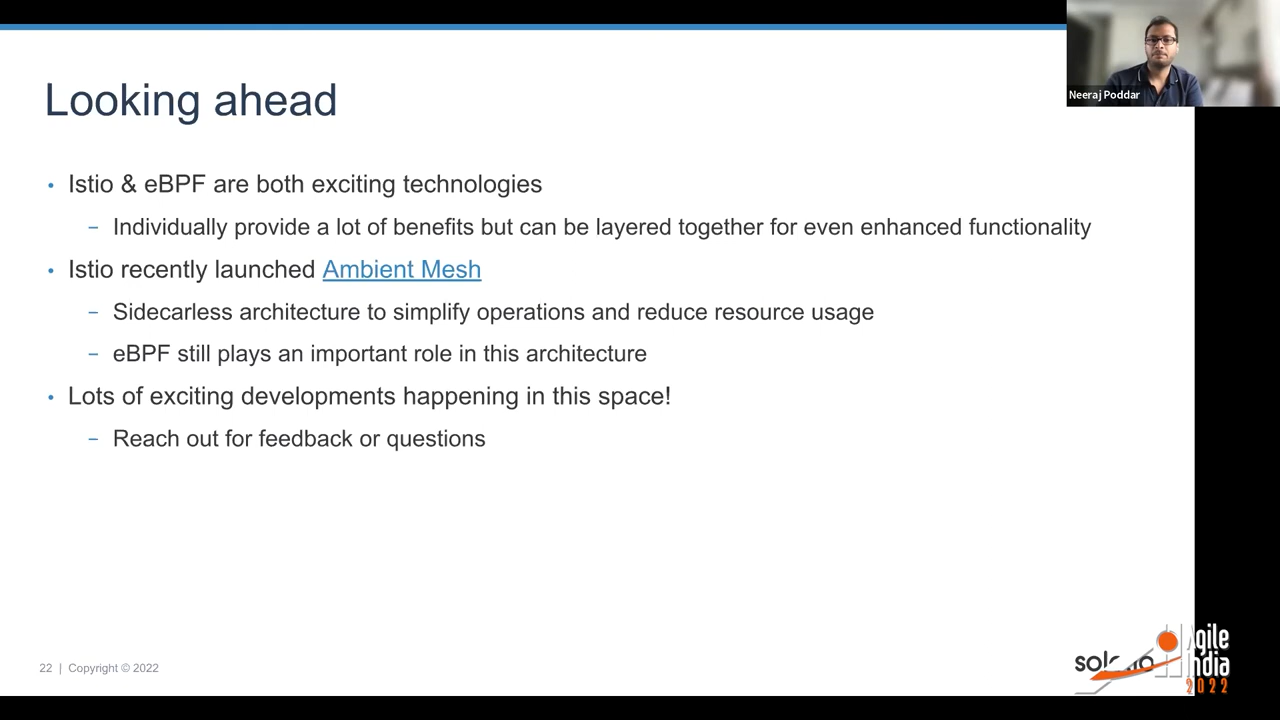 Looking ahead
Neeraj Poddar
• Istio & eBPF are both exciting technologies
– Individually provide a lot of benefits but can be layered together for even enhanced functionality
• Istio recently launched Ambient Mesh
– Sidecarless architecture to simplify operations and reduce resource usage
– eBPF still plays an important role in this architecture
• Lots of exciting developments happening in this space!
– Reach out for feedback or questions
22 | Copyright © 2022
Agile
India
2022